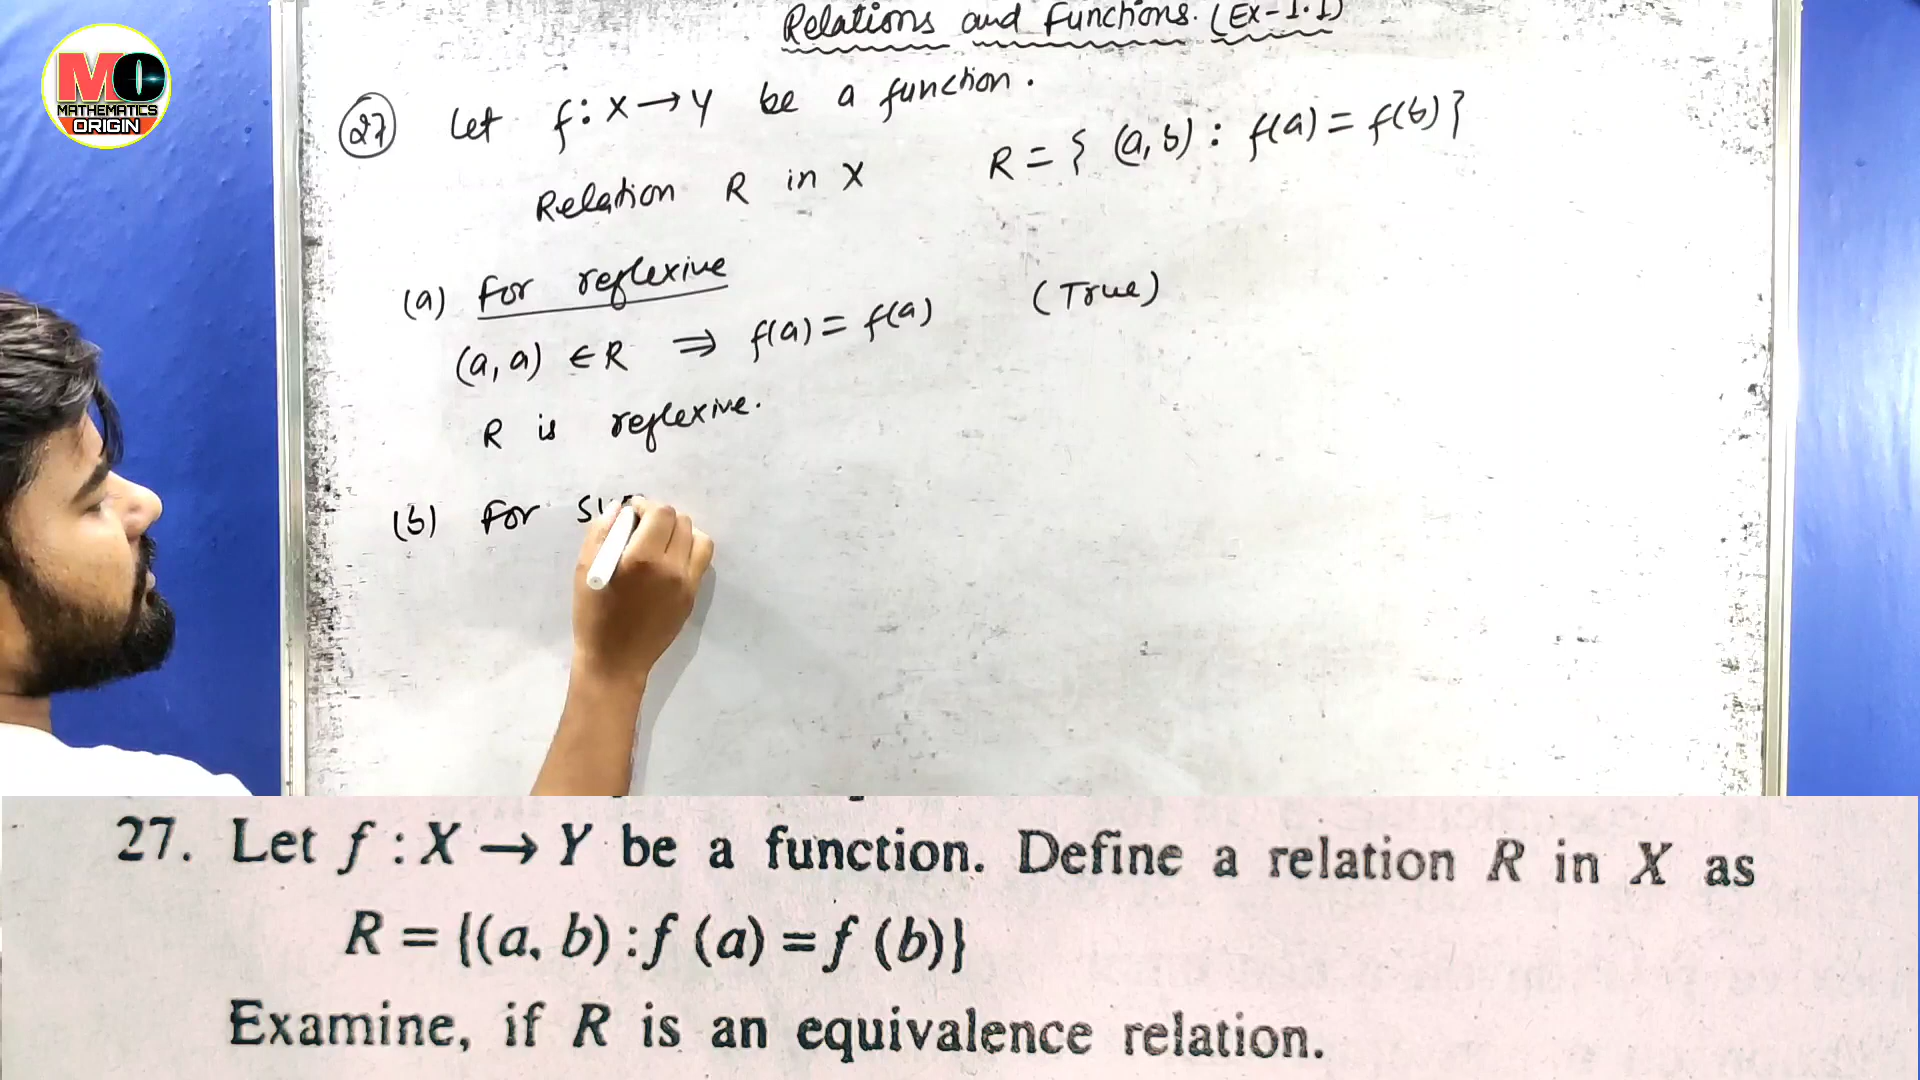 MO
MATHEMATICS
ORIGIN
Relations and Functions. (Ex-1.1)
(27) Let f: X → Y be a function.
Relation R in X R = { (a, b) : f(a) = f(b) }
(a) For reflexive
(a, a) ∈ R ⇒ f(a) = f(a) (True)
R is reflexive.
(b) For
27. Let f : X → Y be a function. Define a relation R in X as
R = {(a, b) : f (a) = f (b)}
Examine, if R is an equivalence relation.